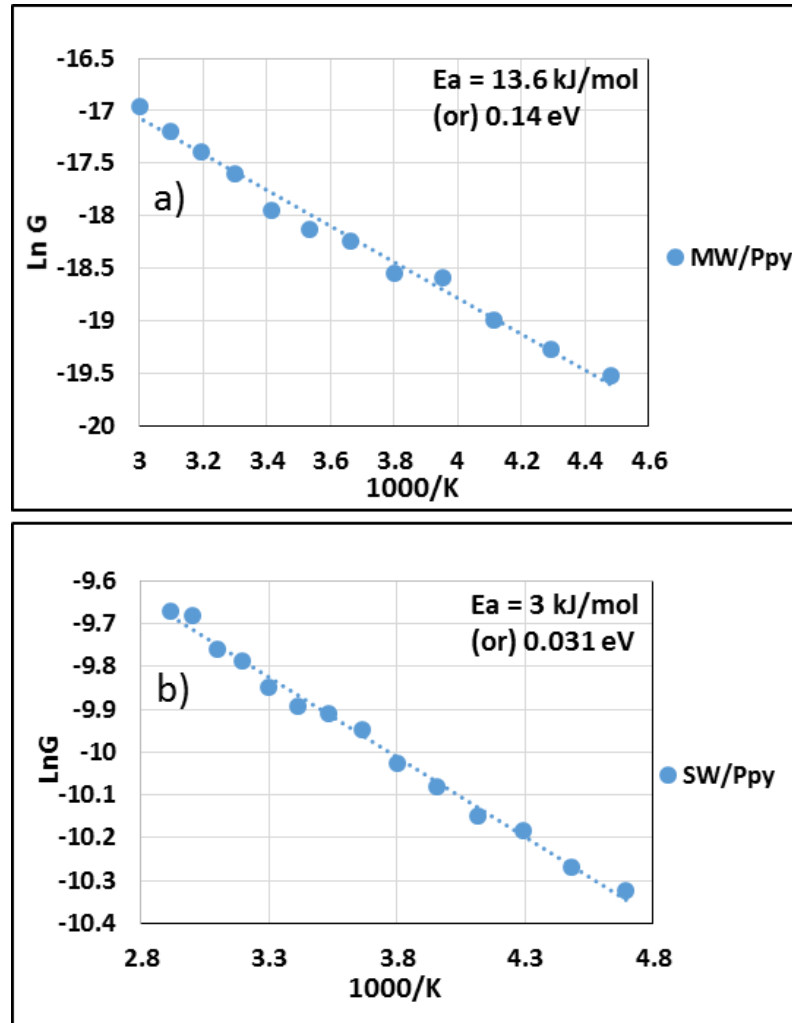 Ea = 13.6 kJ/mol
(or) 0.14 eV
a)
Ln G
-16.5
-17
-17.5
-18
-18.5
-19
-19.5
-20
3 3.2 3.4 3.6 3.8 4 4.2 4.4 4.6
1000/K
MW/Ppy
Ea = 3 kJ/mol
(or) 0.031 eV
b)
LnG
-9.6
-9.7
-9.8
-9.9
-10
-10.1
-10.2
-10.3
-10.4
2.8 3.3 3.8 4.3 4.8
1000/K
SW/Ppy